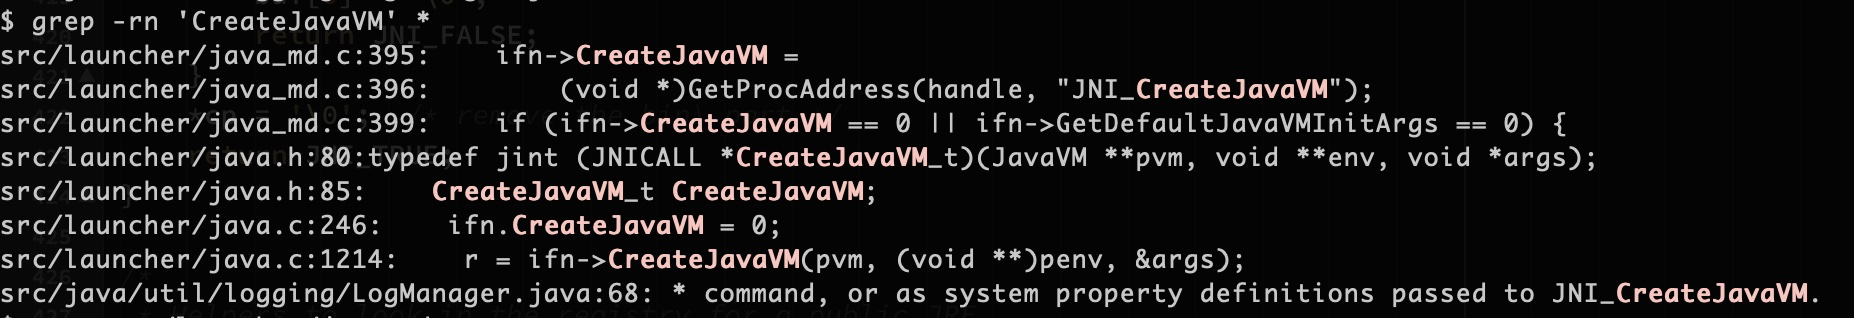 $ grep -rn 'CreateJavaVM' *
src/launcher/java_md.c:395:    ifn->CreateJavaVM =
src/launcher/java_md.c:396:        (void *)GetProcAddress(handle, "JNI_CreateJavaVM");
src/launcher/java_md.c:399:    if (ifn->CreateJavaVM == 0 || ifn->GetDefaultJavaVMInitArgs == 0) {
src/launcher/java.h:80:typedef jint (JNICALL *CreateJavaVM_t)(JavaVM **pvm, void **env, void *args);
src/launcher/java.h:85:    CreateJavaVM_t CreateJavaVM;
src/launcher/java.c:246:    ifn.CreateJavaVM = 0;
src/launcher/java.c:1214:    r = ifn->CreateJavaVM(pvm, (void **)penv, &args);
src/java/util/logging/LogManager.java:68: * command, or as system property definitions passed to JNI_CreateJavaVM.